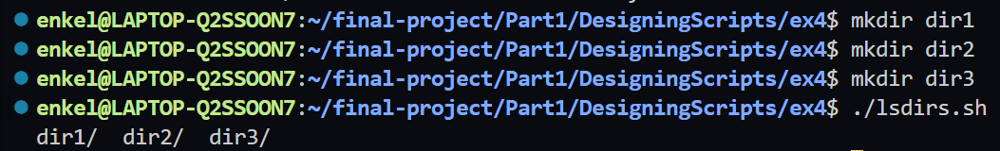 enkel@LAPTOP-Q2SSOON7:~/final-project/Part1/DesigningScripts/ex4$ mkdir dir1
enkel@LAPTOP-Q2SSOON7:~/final-project/Part1/DesigningScripts/ex4$ mkdir dir2
enkel@LAPTOP-Q2SSOON7:~/final-project/Part1/DesigningScripts/ex4$ mkdir dir3
enkel@LAPTOP-Q2SSOON7:~/final-project/Part1/DesigningScripts/ex4$ ./lsdirs.sh
dir1/  dir2/  dir3/